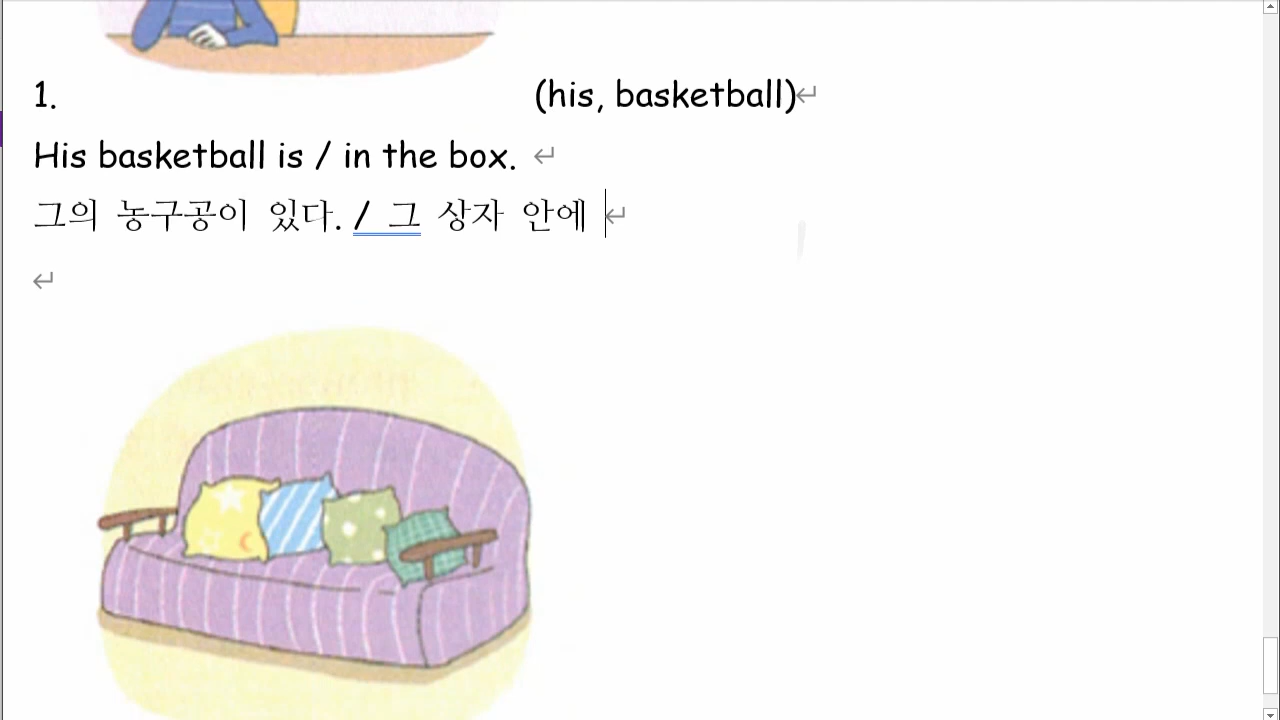 1. (his, basketball)
His basketball is / in the box.
그의 농구공이 있다. / 그 상자 안에